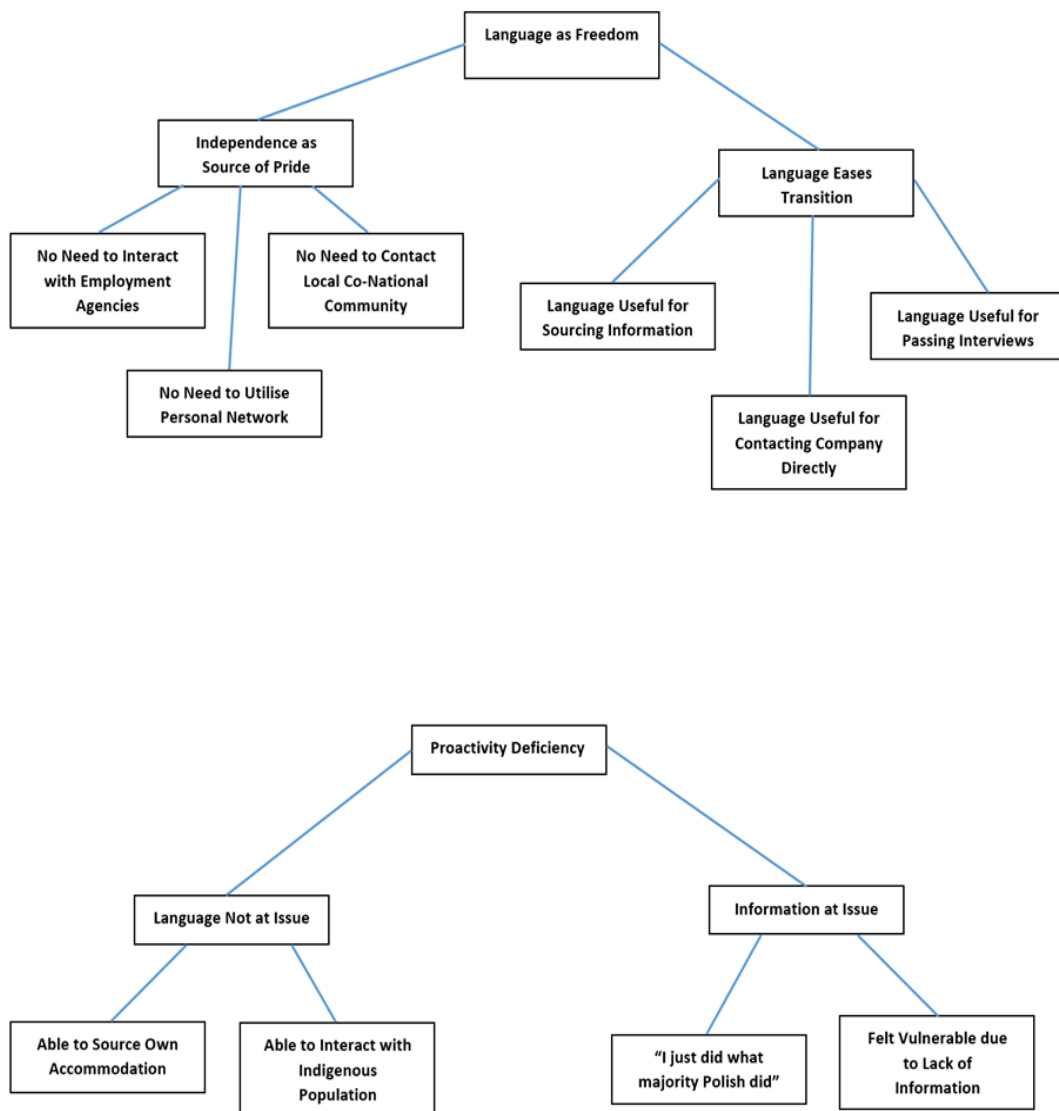 Language as Freedom
Independence as
Source of Pride
Language Eases
Transition
No Need to Interact
with Employment
Agencies
No Need to Contact
Local Co-National
Community
Language Useful for
Sourcing Information
Language Useful for
Passing Interviews
No Need to Utilise
Personal Network
Language Useful for
Contacting Company
Directly
Proactivity Deficiency
Language Not at Issue
Information at Issue
Able to Source Own
Accommodation
Able to Interact with
Indigenous
Population
“I just did what
majority Polish did”
Felt Vulnerable due
to Lack of
Information